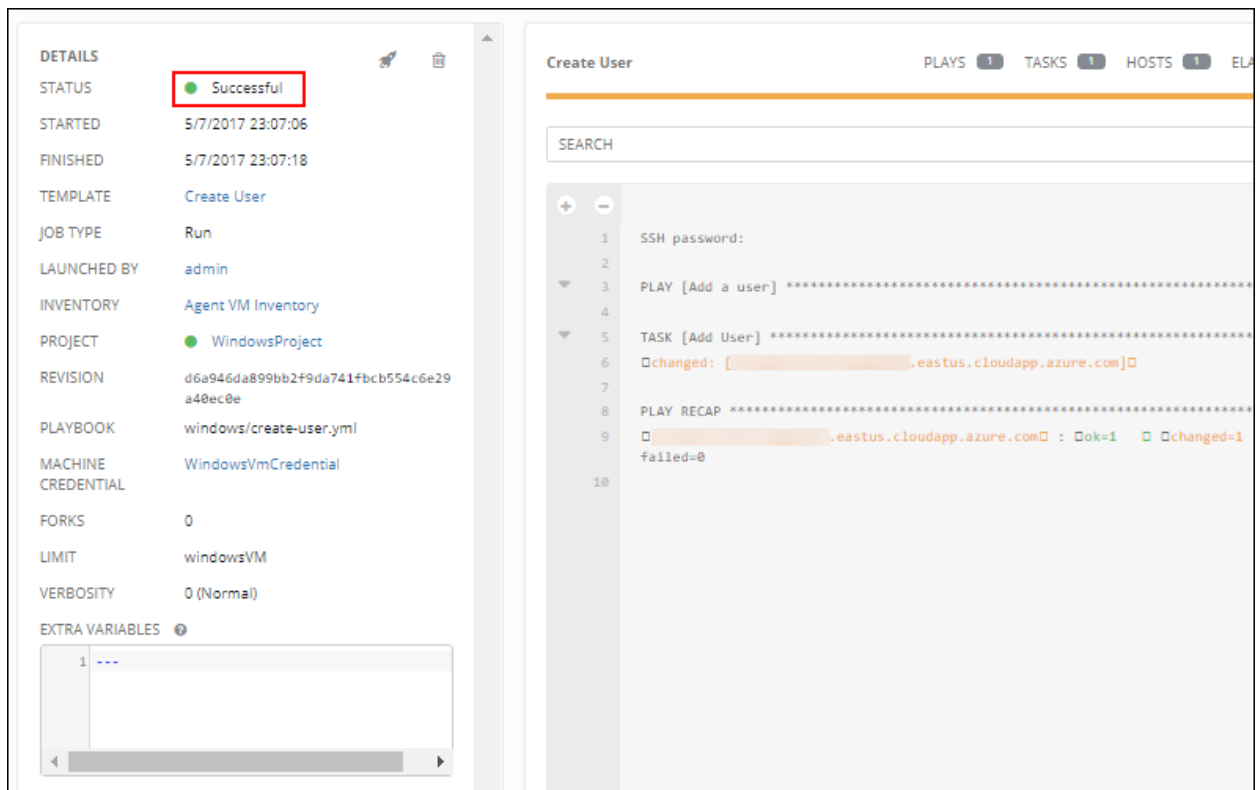 DETAILS
STATUS Successful
STARTED 5/7/2017 23:07:06
FINISHED 5/7/2017 23:07:18
TEMPLATE Create User
JOB TYPE Run
LAUNCHED BY admin
INVENTORY Agent VM Inventory
PROJECT WindowsProject
REVISION d6a946da899bb2f9da741fbcb554c6e29
a40ec0e
PLAYBOOK windows/create-user.yml
MACHINE WindowsVmCredential
CREDENTIAL
FORKS 0
LIMIT windowsVM
VERBOSITY 0 (Normal)
EXTRA VARIABLES ?
1 ---
Create User PLAYS 1 TASKS 1 HOSTS 1 ELA
SEARCH
+ −
1 SSH password:
2
3 PLAY [Add a user] **********************************************************
4
5 TASK [Add User] ************************************************************
6 □changed: [ .eastus.cloudapp.azure.com]□
7
8 PLAY RECAP *****************************************************************
9 □ .eastus.cloudapp.azure.com□ : □ok=1 □ □changed=1
failed=0
10